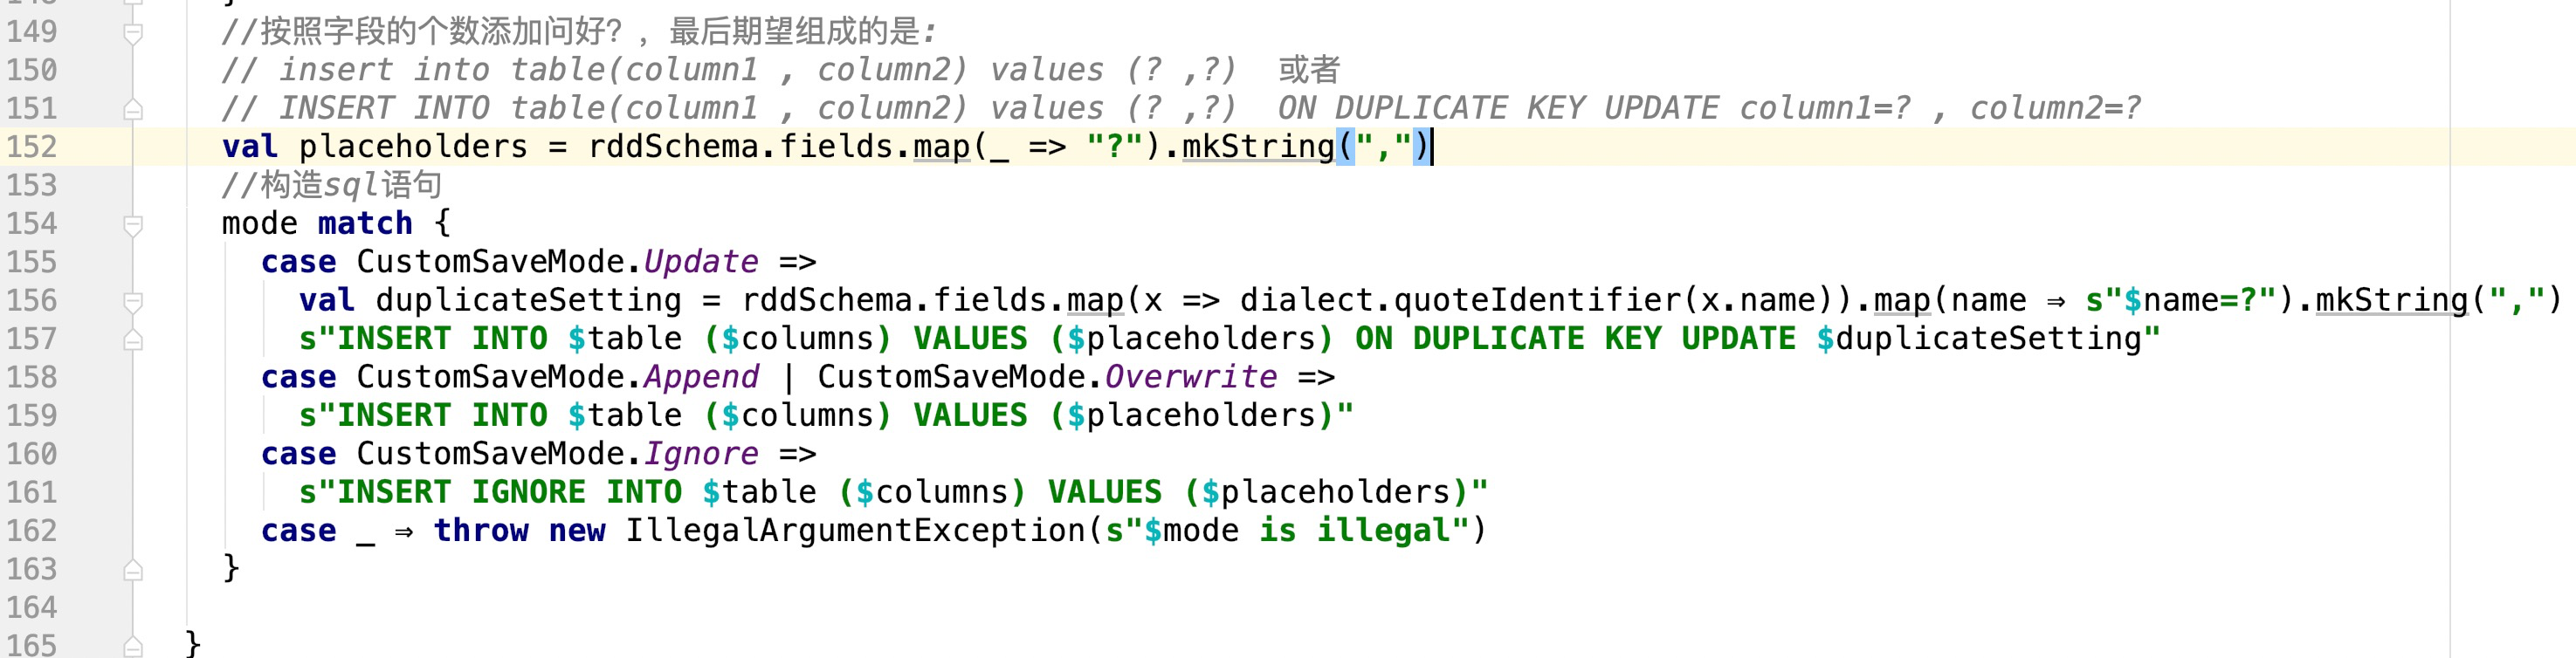 149 //按照字段的个数添加问好?，最后期望组成的是:
150 // insert into table(column1 , column2) values (? ,?)  或者
151 // INSERT INTO table(column1 , column2) values (? ,?)  ON DUPLICATE KEY UPDATE column1=? , column2=?
152 val placeholders = rddSchema.fields.map(_ => "?").mkString(",")
153 //构造sql语句
154 mode match {
155 case CustomSaveMode.Update =>
156 val duplicateSetting = rddSchema.fields.map(x => dialect.quoteIdentifier(x.name)).map(name ⇒ s"$name=?").mkString(",")
157 s"INSERT INTO $table ($columns) VALUES ($placeholders) ON DUPLICATE KEY UPDATE $duplicateSetting"
158 case CustomSaveMode.Append | CustomSaveMode.Overwrite =>
159 s"INSERT INTO $table ($columns) VALUES ($placeholders)"
160 case CustomSaveMode.Ignore =>
161 s"INSERT IGNORE INTO $table ($columns) VALUES ($placeholders)"
162 case _ ⇒ throw new IllegalArgumentException(s"$mode is illegal")
163 }
164
165 }